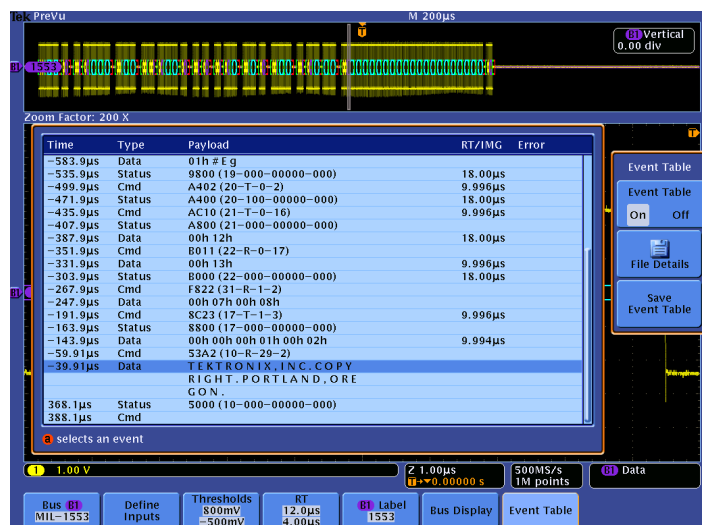 Tek PreVu M 200µs
B1 Vertical
0.00 div
B1 1553
Zoom Factor: 200 X
Time Type Payload RT/IMG Error
-583.9µs Data 01h # E g
-535.9µs Status 9800 (19-000-00000-000) 18.00µs
-499.9µs Cmd A402 (20-T-0-2) 9.996µs
-471.9µs Status A400 (20-100-00000-000) 18.00µs
-435.9µs Cmd AC10 (21-T-0-16) 9.996µs
-407.9µs Status A800 (21-000-00000-000)
-387.9µs Data 00h 12h 18.00µs
-351.9µs Cmd B011 (22-R-0-17)
-331.9µs Data 00h 13h 9.996µs
-303.9µs Status B000 (22-000-00000-000) 18.00µs
-267.9µs Cmd F822 (31-R-1-2)
-247.9µs Data 00h 07h 00h 08h
-191.9µs Cmd 8C23 (17-T-1-3) 9.996µs
-163.9µs Status 8800 (17-000-00000-000)
-143.9µs Data 00h 00h 00h 01h 00h 02h 9.994µs
-59.91µs Cmd 53A2 (10-R-29-2)
-39.91µs Data T E K T R O N I X , I N C . C O P Y
R I G H T . P O R T L A N D , O R E
G O N .
368.1µs Status 5000 (10-000-00000-000)
388.1µs Cmd
a selects an event
Event Table
Event Table
On Off
File Details
Save
Event Table
1 1.00 V
Z 1.00µs
T→▼0.00000 s
500MS/s
1M points
B1 Data
Bus B1
MIL-1553
Define
Inputs
Thresholds
800mV
-500mV
RT
12.0µs
4.00µs
B1 Label
1553
Bus Display
Event Table